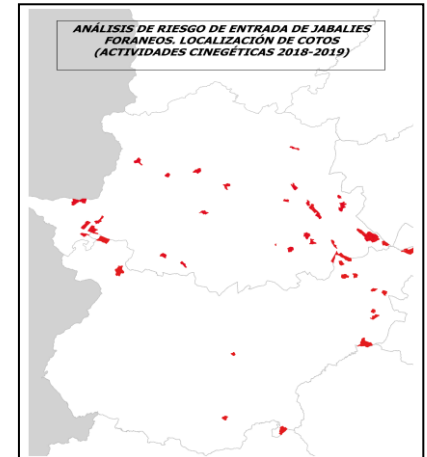 ANÁLISIS DE RIESGO DE ENTRADA DE JABALIES
FORANEOS. LOCALIZACIÓN DE COTOS
(ACTIVIDADES CINEGÉTICAS 2018-2019)